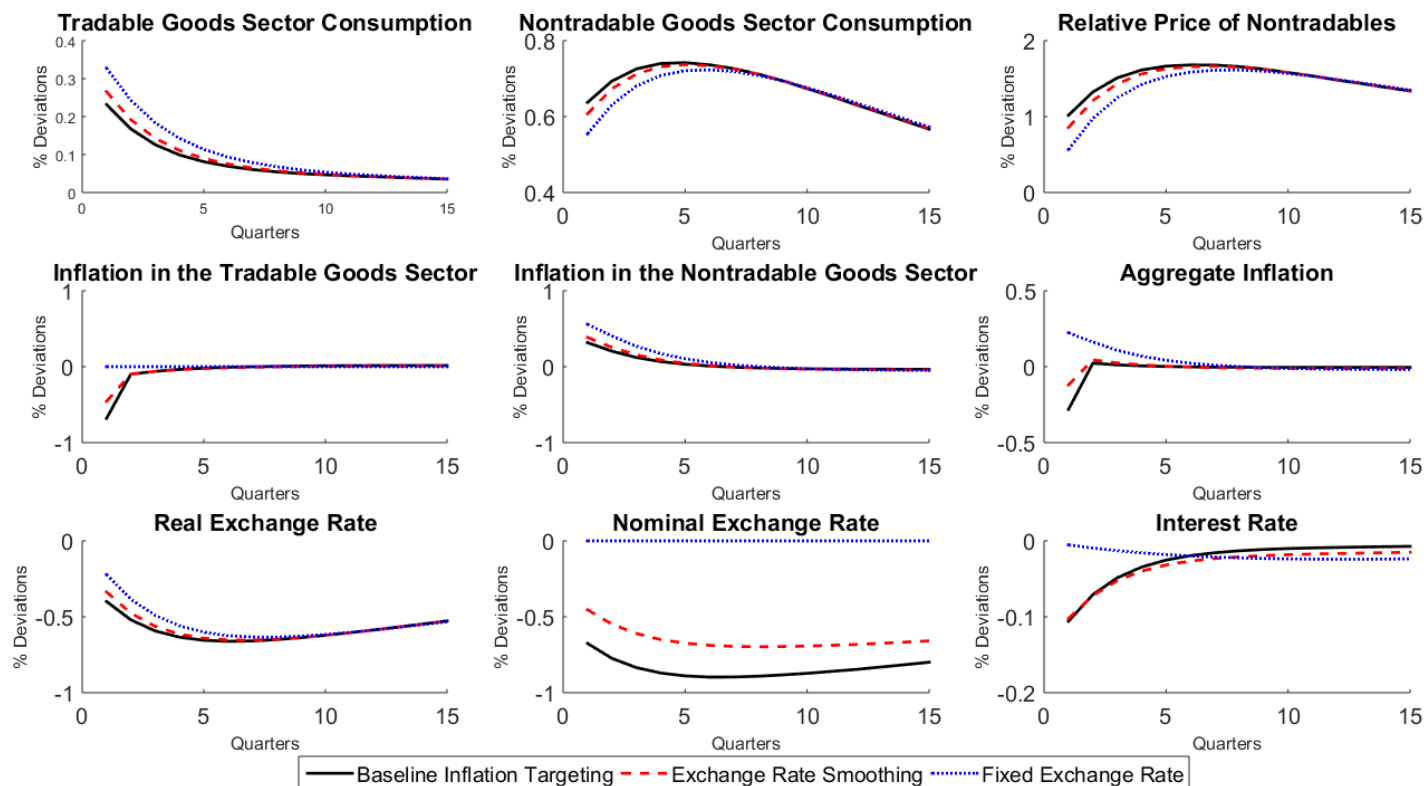 Tradable Goods Sector Consumption
Nontradable Goods Sector Consumption
Relative Price of Nontradables
% Deviations
0.4
0.3
0.2
0.1
0
0 5 10 15
Quarters
% Deviations
0.8
0.6
0.4
0 5 10 15
Quarters
% Deviations
2
1
0
0 5 10 15
Quarters
Inflation in the Tradable Goods Sector
Inflation in the Nontradable Goods Sector
Aggregate Inflation
% Deviations
1
0
-1
0 5 10 15
Quarters
% Deviations
1
0
-1
0 5 10 15
Quarters
% Deviations
0.5
0
-0.5
0 5 10 15
Quarters
Real Exchange Rate
Nominal Exchange Rate
Interest Rate
% Deviations
0
-0.5
-1
0 5 10 15
Quarters
% Deviations
0
-0.5
-1
0 5 10 15
Quarters
% Deviations
0
-0.1
-0.2
0 5 10 15
Quarters
Baseline Inflation Targeting Exchange Rate Smoothing Fixed Exchange Rate